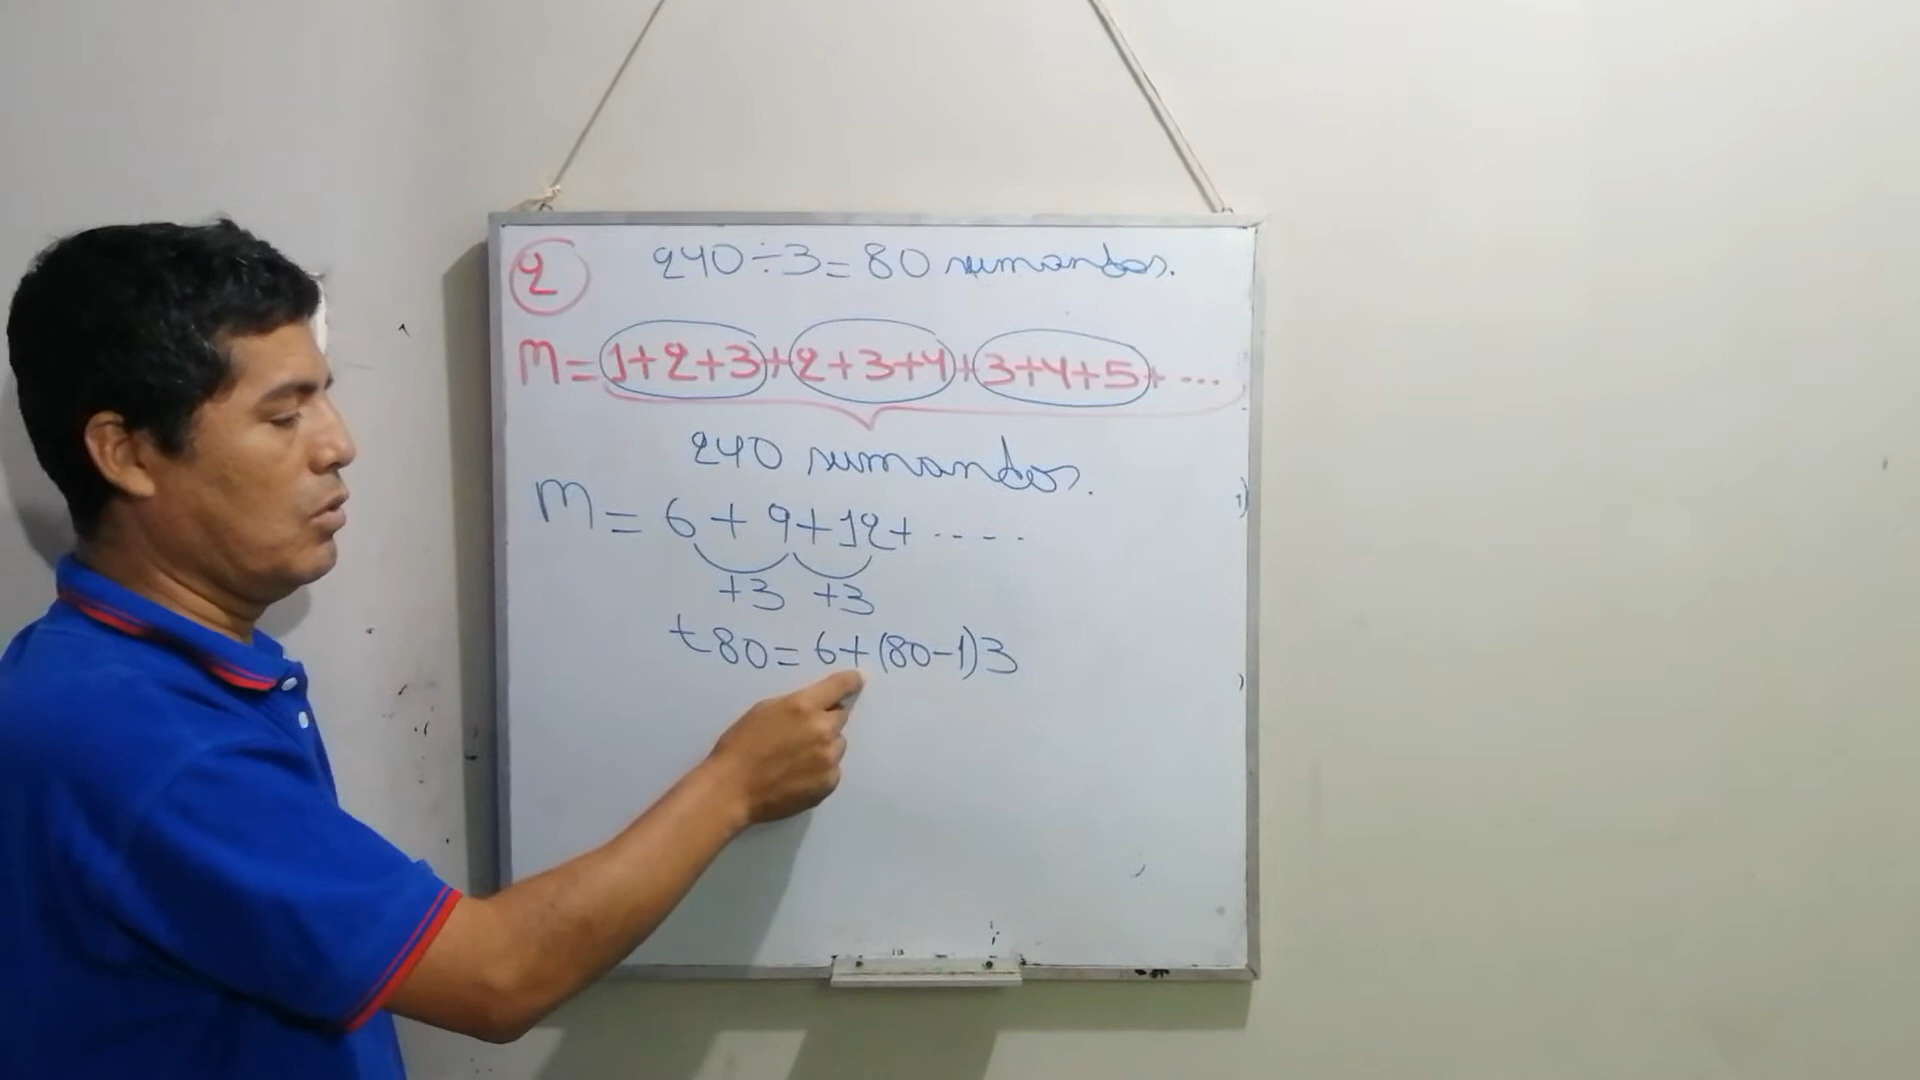 2
240÷3=80 sumandos.
M=1+2+3+2+3+4+3+4+5+...
240 sumandos.
M=6+9+12+.....
+3 +3
t80=6+(80-1)3